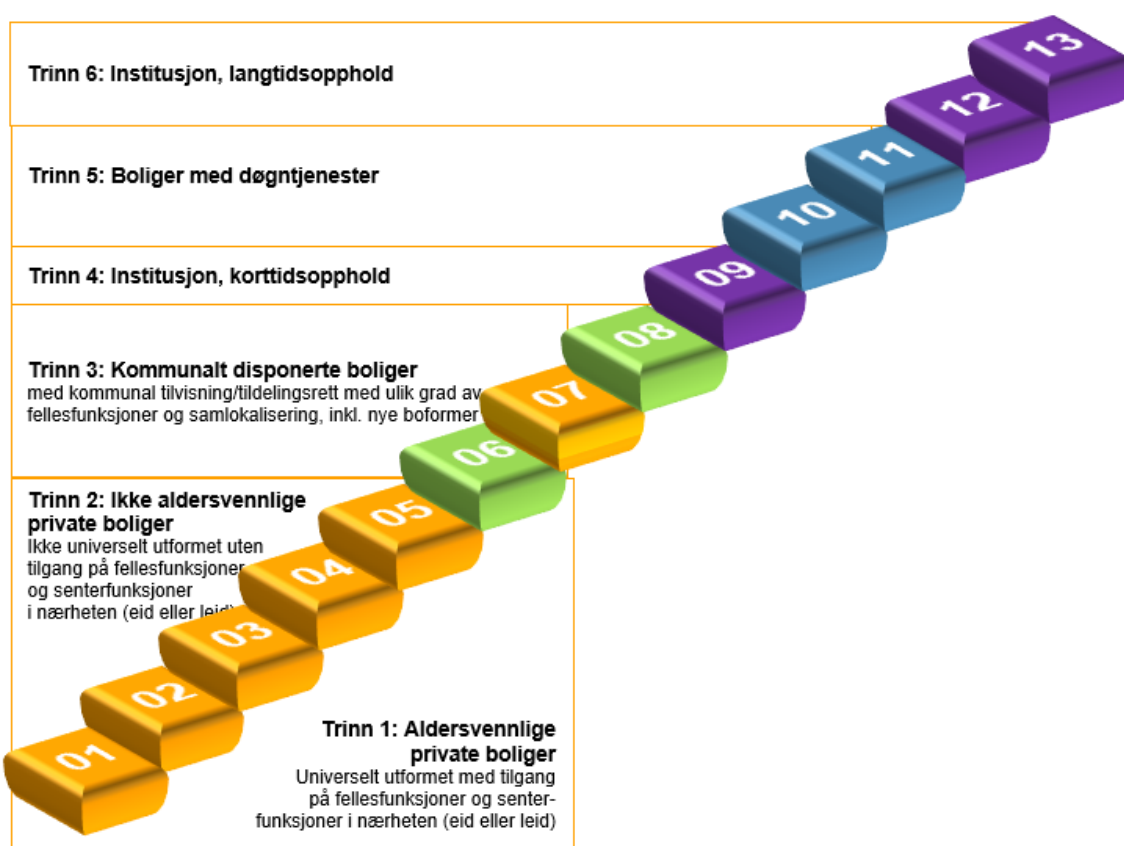 13
Trinn 6: Institusjon, langtidsopphold
12
11
Trinn 5: Boliger med døgntjenester
10
Trinn 4: Institusjon, korttidsopphold
09
08
Trinn 3: Kommunalt disponerte boliger
med kommunal tilvisning/tildelingsrett med ulik grad av
fellesfunksjoner og samlokalisering, inkl. nye boformer
07
06
Trinn 2: Ikke aldersvennlige
private boliger
Ikke universelt utformet uten
tilgang på fellesfunksjoner
og senterfunksjoner
i nærheten (eid eller leid)
05
04
03
02
01
Trinn 1: Aldersvennlige
private boliger
Universelt utformet med tilgang
på fellesfunksjoner og senter-
funksjoner i nærheten (eid eller leid)